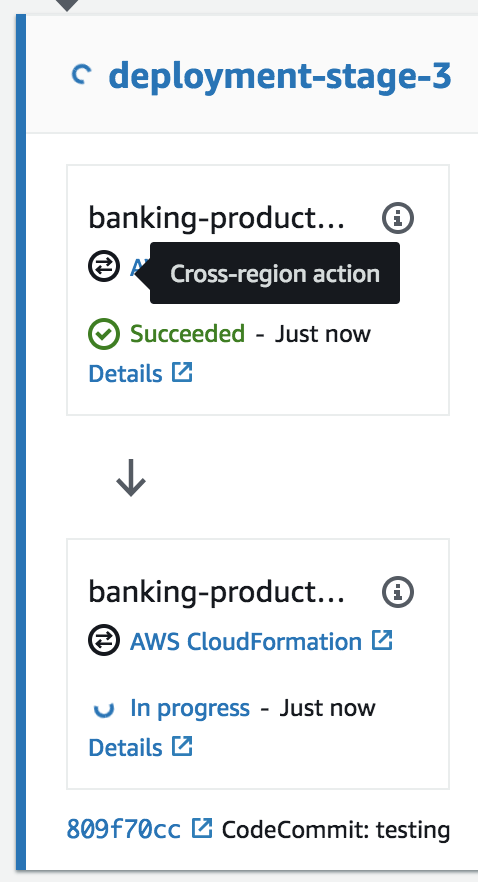 deployment-stage-3
banking-product...
Cross-region action
Succeeded - Just now
Details
banking-product...
AWS CloudFormation
In progress - Just now
Details
809f70cc CodeCommit: testing